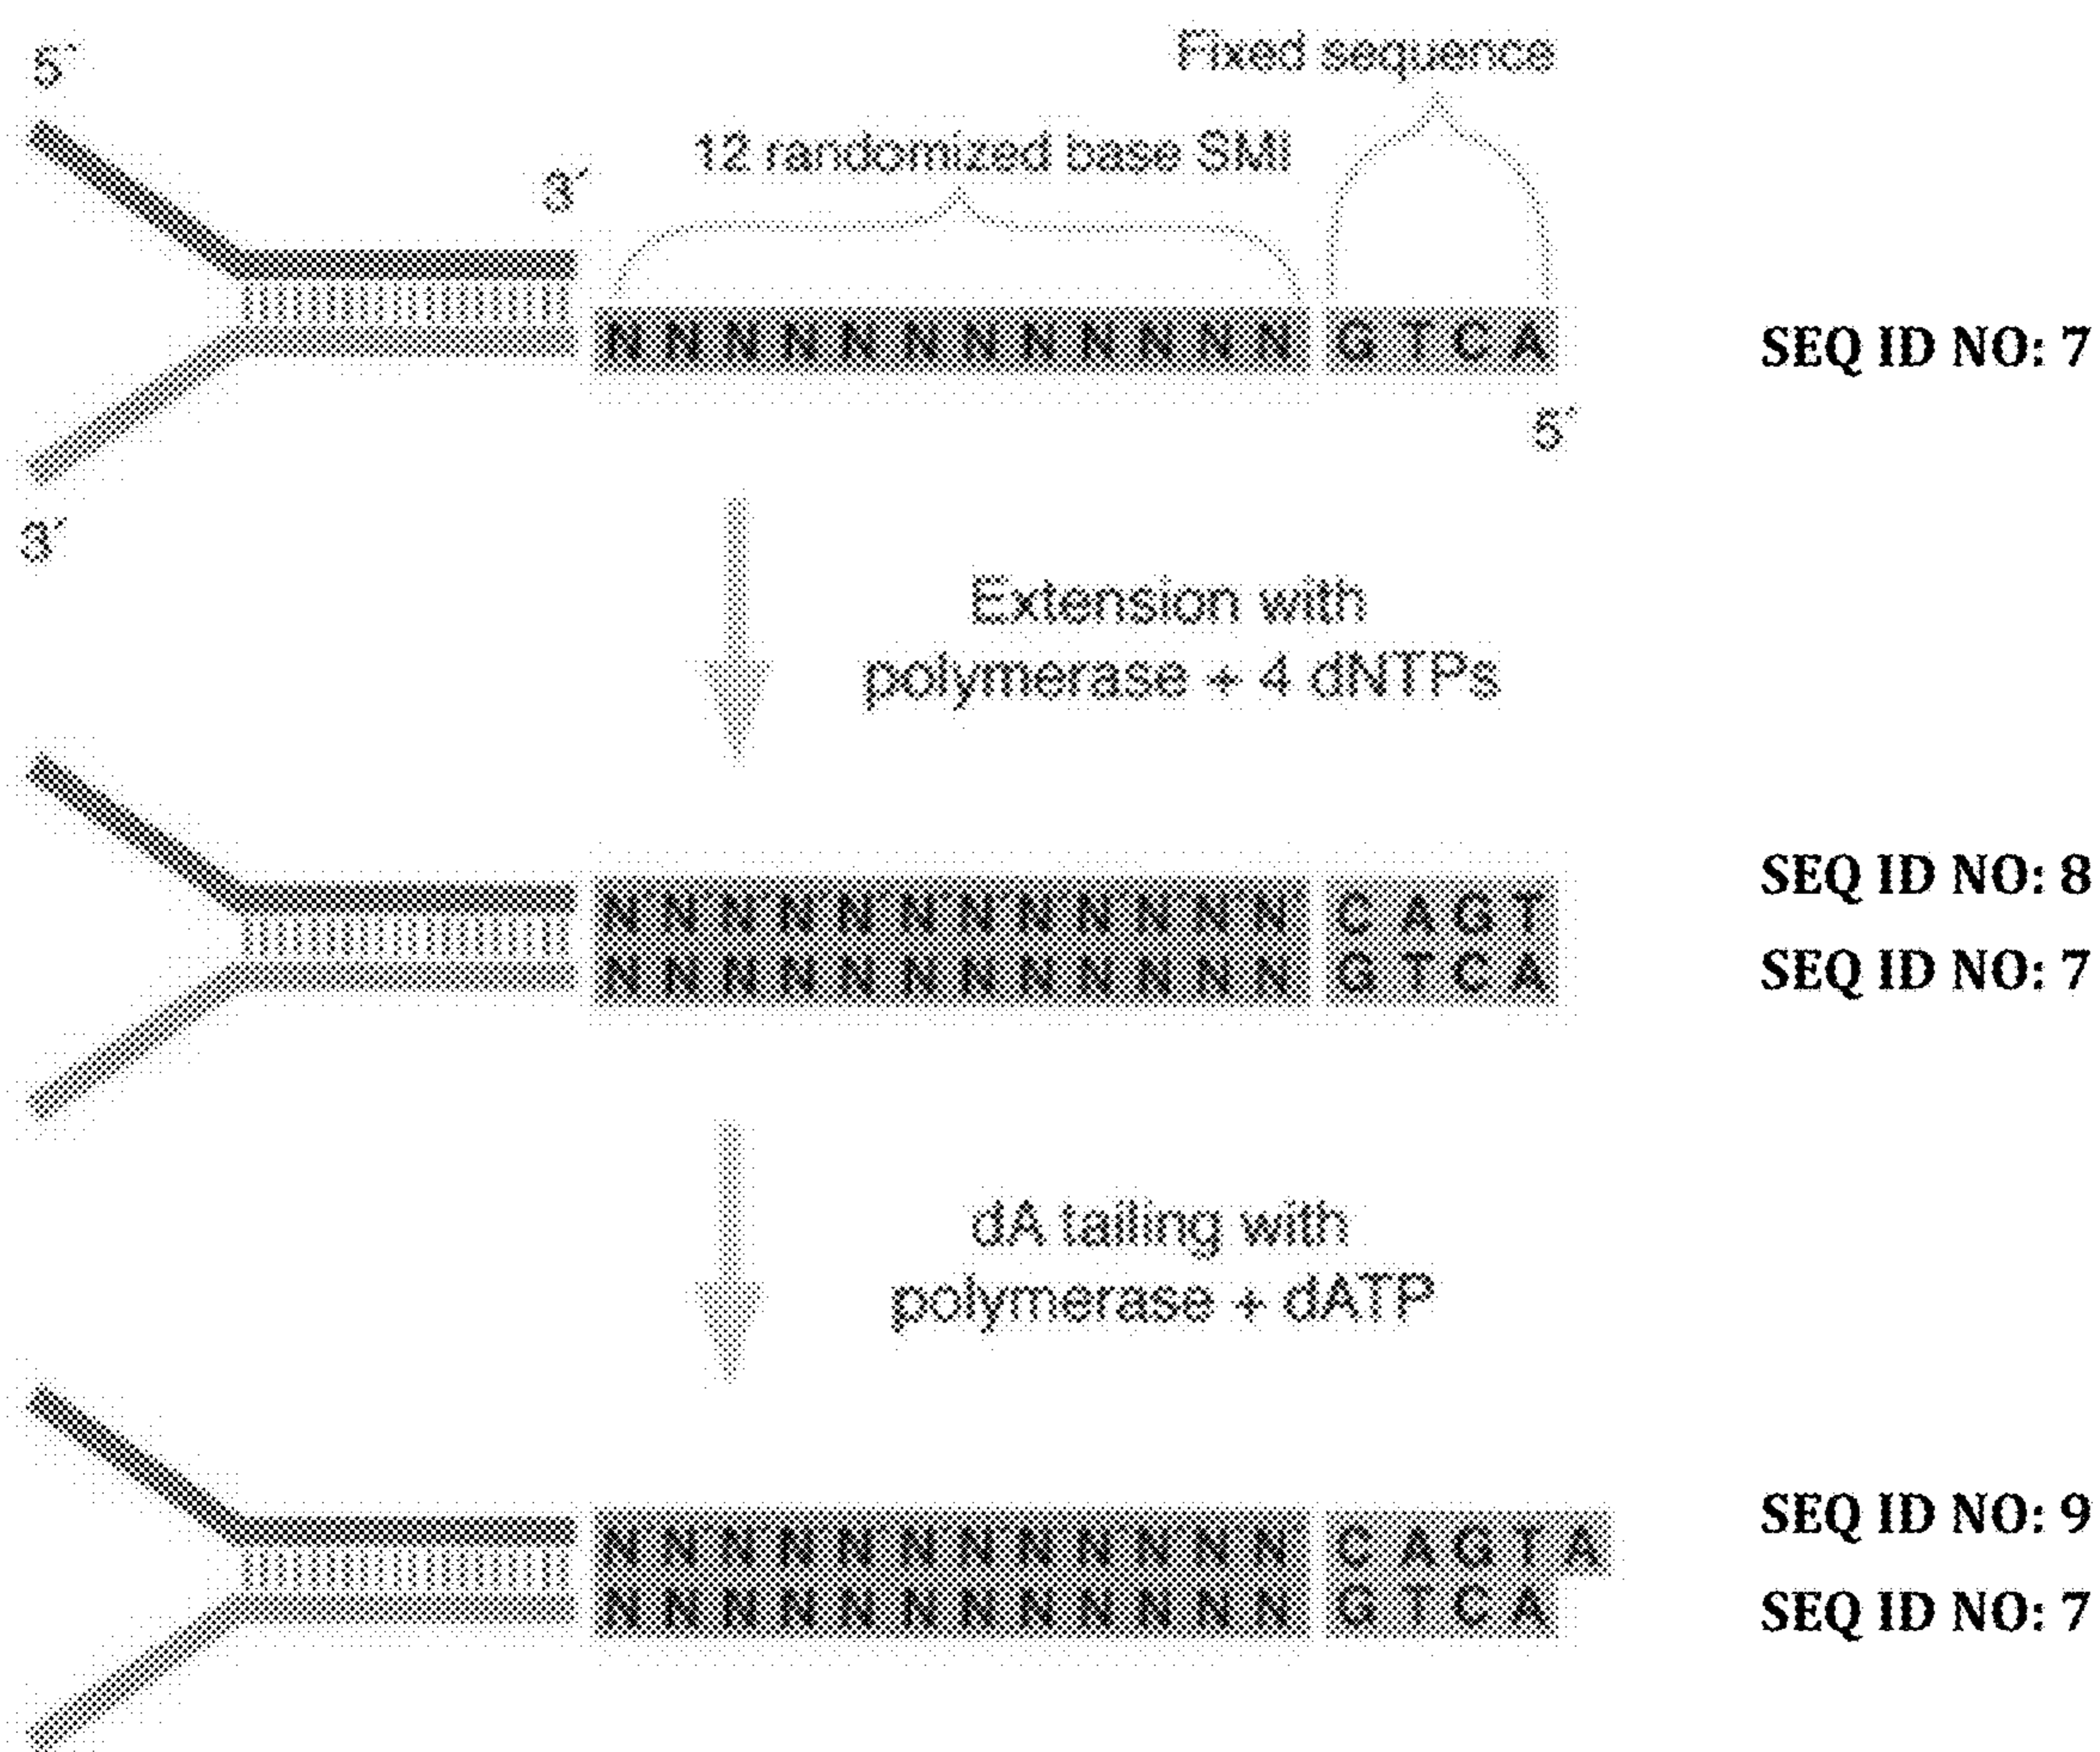 5´
Fixed sequence
12 randomized base SMI
3´
N N N N N N N N N N N N G T C A
SEQ ID NO: 7
5´
3´
Extension with
polymerase + 4 dNTPs
N N N N N N N N N N N N C A G T
SEQ ID NO: 8
N N N N N N N N N N N N G T C A
SEQ ID NO: 7
dA tailing with
polymerase + dATP
N N N N N N N N N N N N C A G T A
SEQ ID NO: 9
N N N N N N N N N N N N G T C A
SEQ ID NO: 7